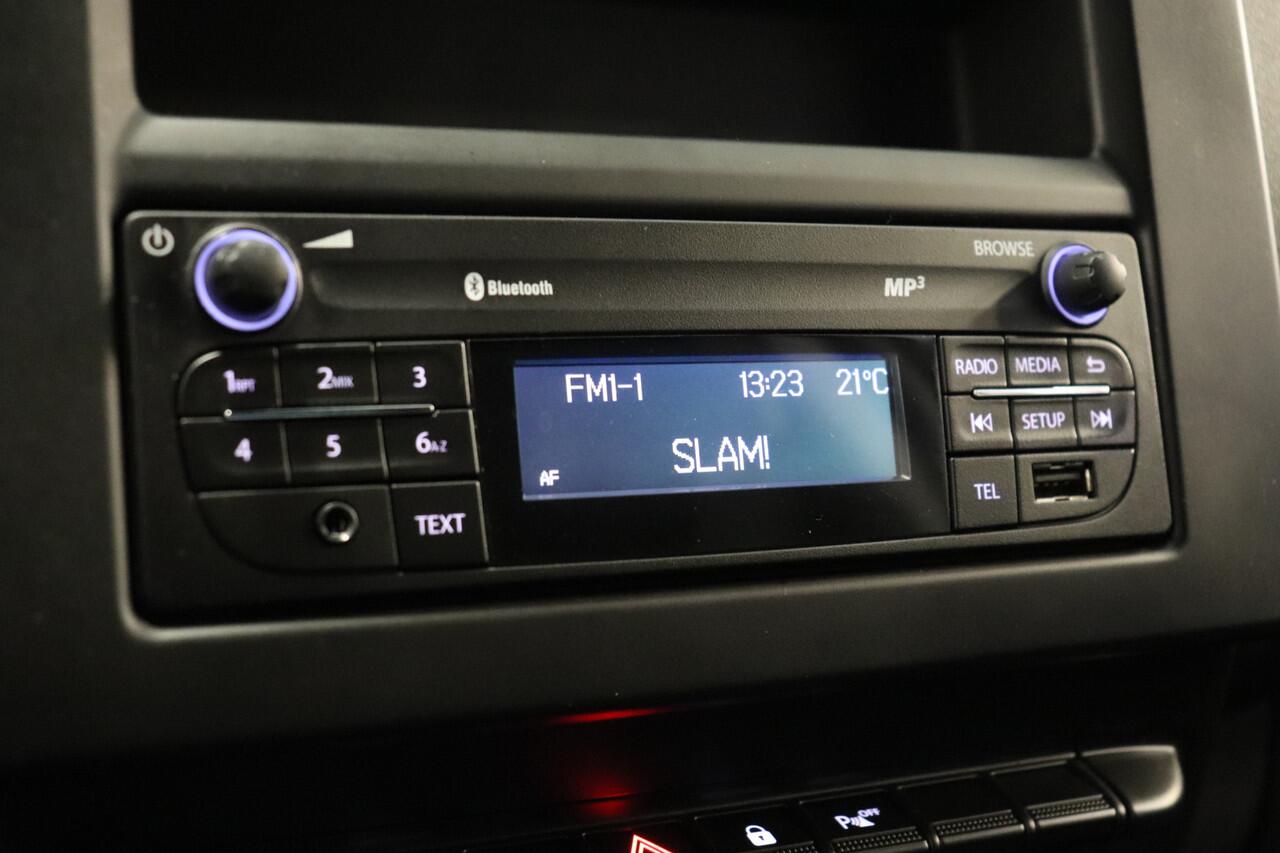 BROWSE
Bluetooth
MP3
1RPT
2MIX
3
4
5
6A-Z
TEXT
FM1-1 13:23 21°C
SLAM!
AF
RADIO
MEDIA
SETUP
TEL
P OFF